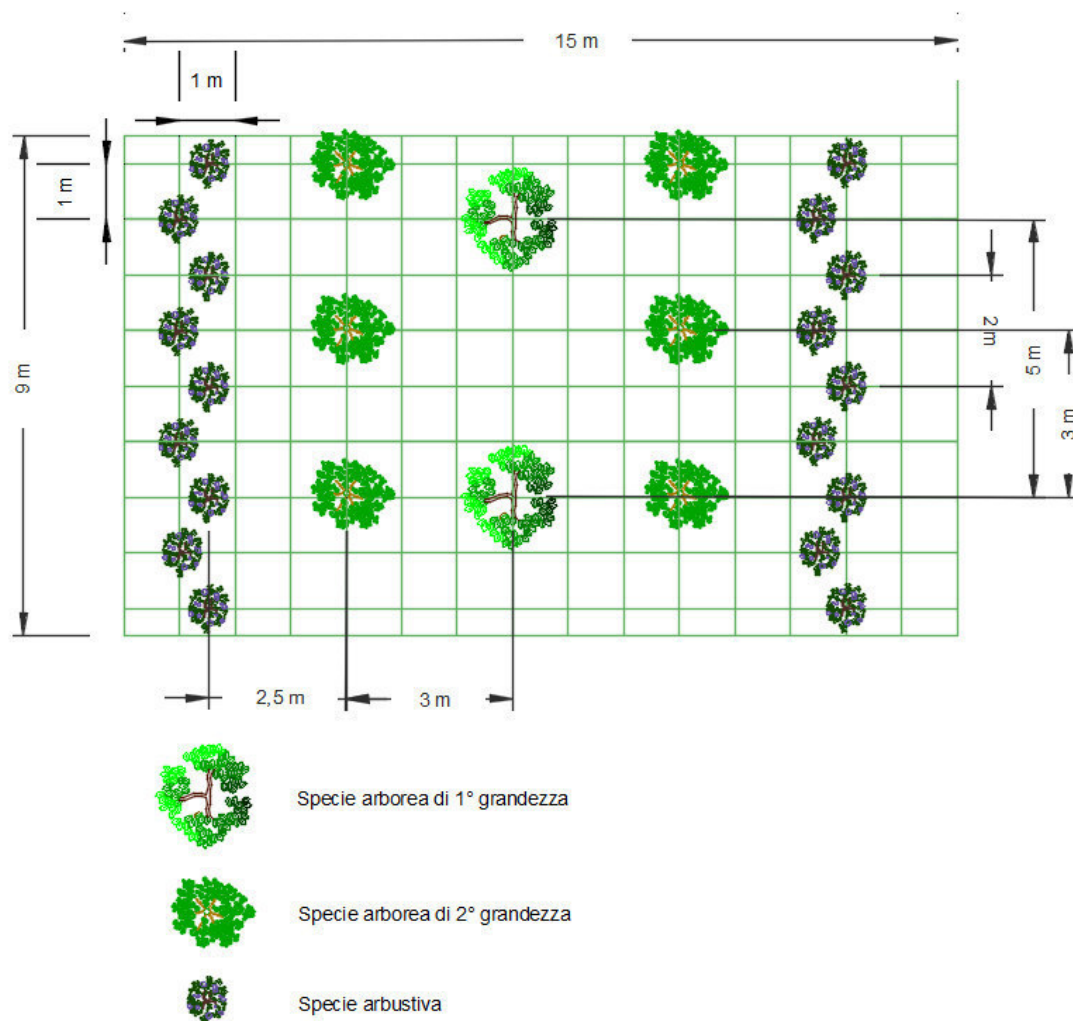 15 m
1 m
1 m
9 m
2 m
5 m
3 m
2,5 m
3 m
Specie arborea di 1° grandezza
Specie arborea di 2° grandezza
Specie arbustiva